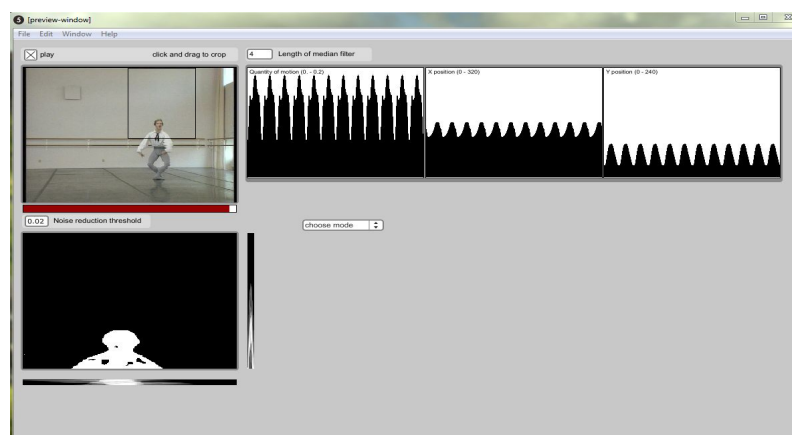 5 [preview-window]
File Edit Window Help
play click and drag to crop 4 Length of median filter
Quantity of motion (0. - 0.2) X position (0 - 320) Y position (0 - 240)
0.02 Noise reduction threshold
choose mode